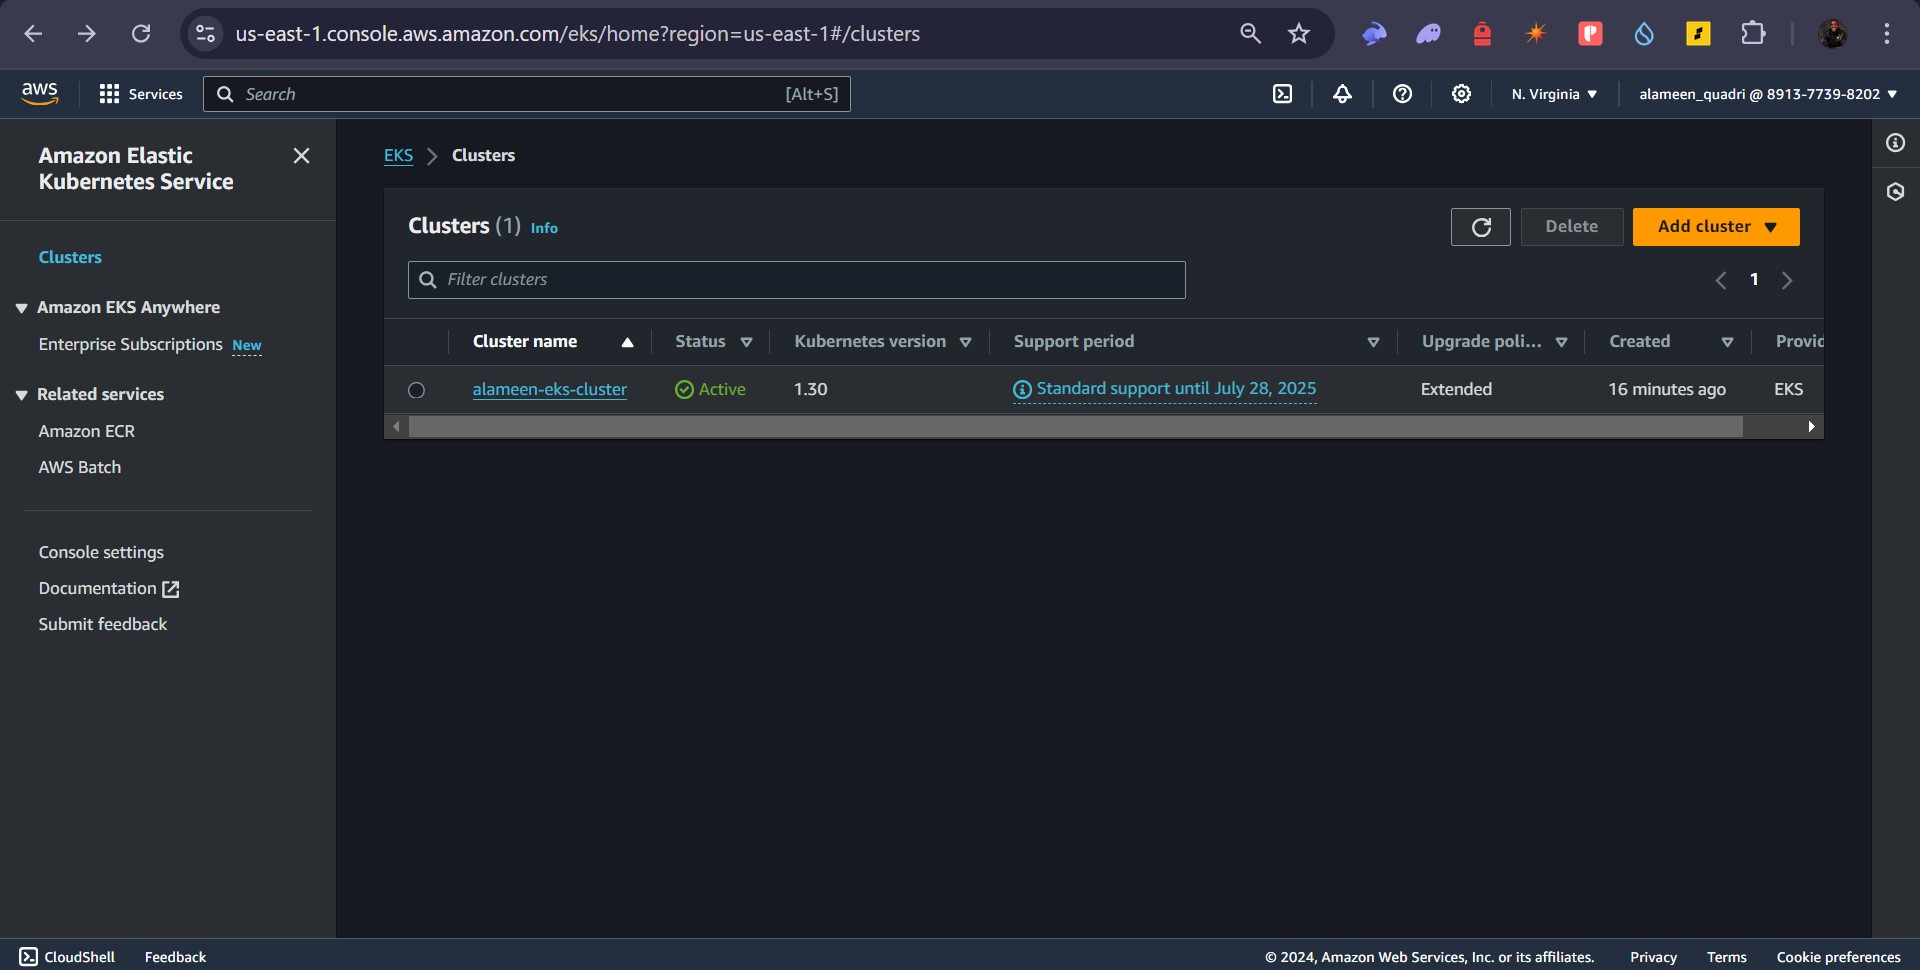 us-east-1.console.aws.amazon.com/eks/home?region=us-east-1#/clusters
aws
Services
Search
[Alt+S]
N. Virginia
alameen_quadri @ 8913-7739-8202
Amazon Elastic
Kubernetes Service
Clusters
Amazon EKS Anywhere
Enterprise Subscriptions New
Related services
Amazon ECR
AWS Batch
Console settings
Documentation
Submit feedback
EKS
Clusters
Clusters (1) Info
Delete
Add cluster
Filter clusters
1
Cluster name
Status
Kubernetes version
Support period
Upgrade poli...
Created
Provid
alameen-eks-cluster
Active
1.30
Standard support until July 28, 2025
Extended
16 minutes ago
EKS
CloudShell
Feedback
© 2024, Amazon Web Services, Inc. or its affiliates.
Privacy
Terms
Cookie preferences